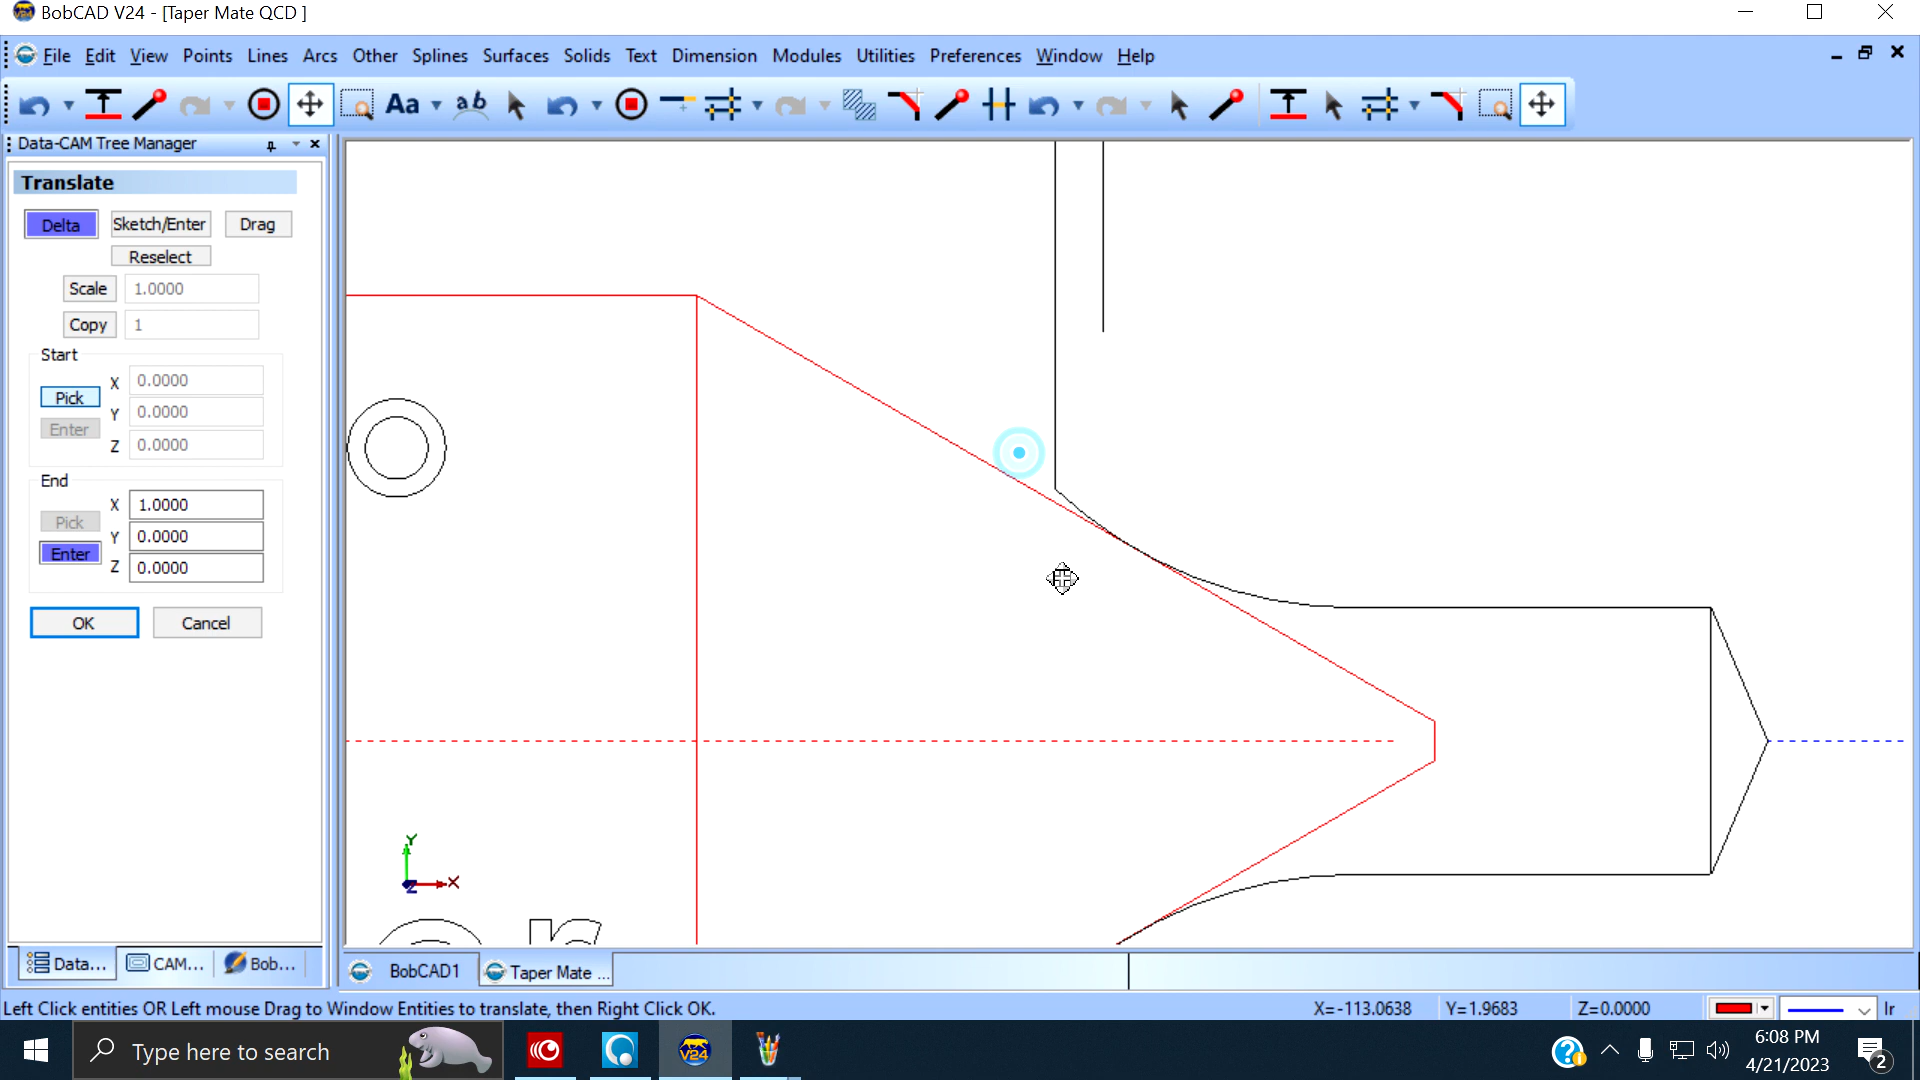 BobCAD V24 - [Taper Mate QCD ]
File Edit View Points Lines Arcs Other Splines Surfaces Solids Text Dimension Modules Utilities Preferences Window Help
Aa ab
Data-CAM Tree Manager
Translate
Delta Sketch/Enter Drag
Reselect
Scale 1.0000
Copy 1
Start
Pick X 0.0000
Enter Y 0.0000
Z 0.0000
End
Pick X 1.0000
Enter Y 0.0000
Z 0.0000
OK Cancel
Y
X
Z
Data... CAM... Bob...
BobCAD1 Taper Mate ...
Left Click entities OR Left mouse Drag to Window Entities to translate, then Right Click OK.
X=-113.0638 Y=1.9683 Z=0.0000
Type here to search
V24
6:08 PM
4/21/2023
2